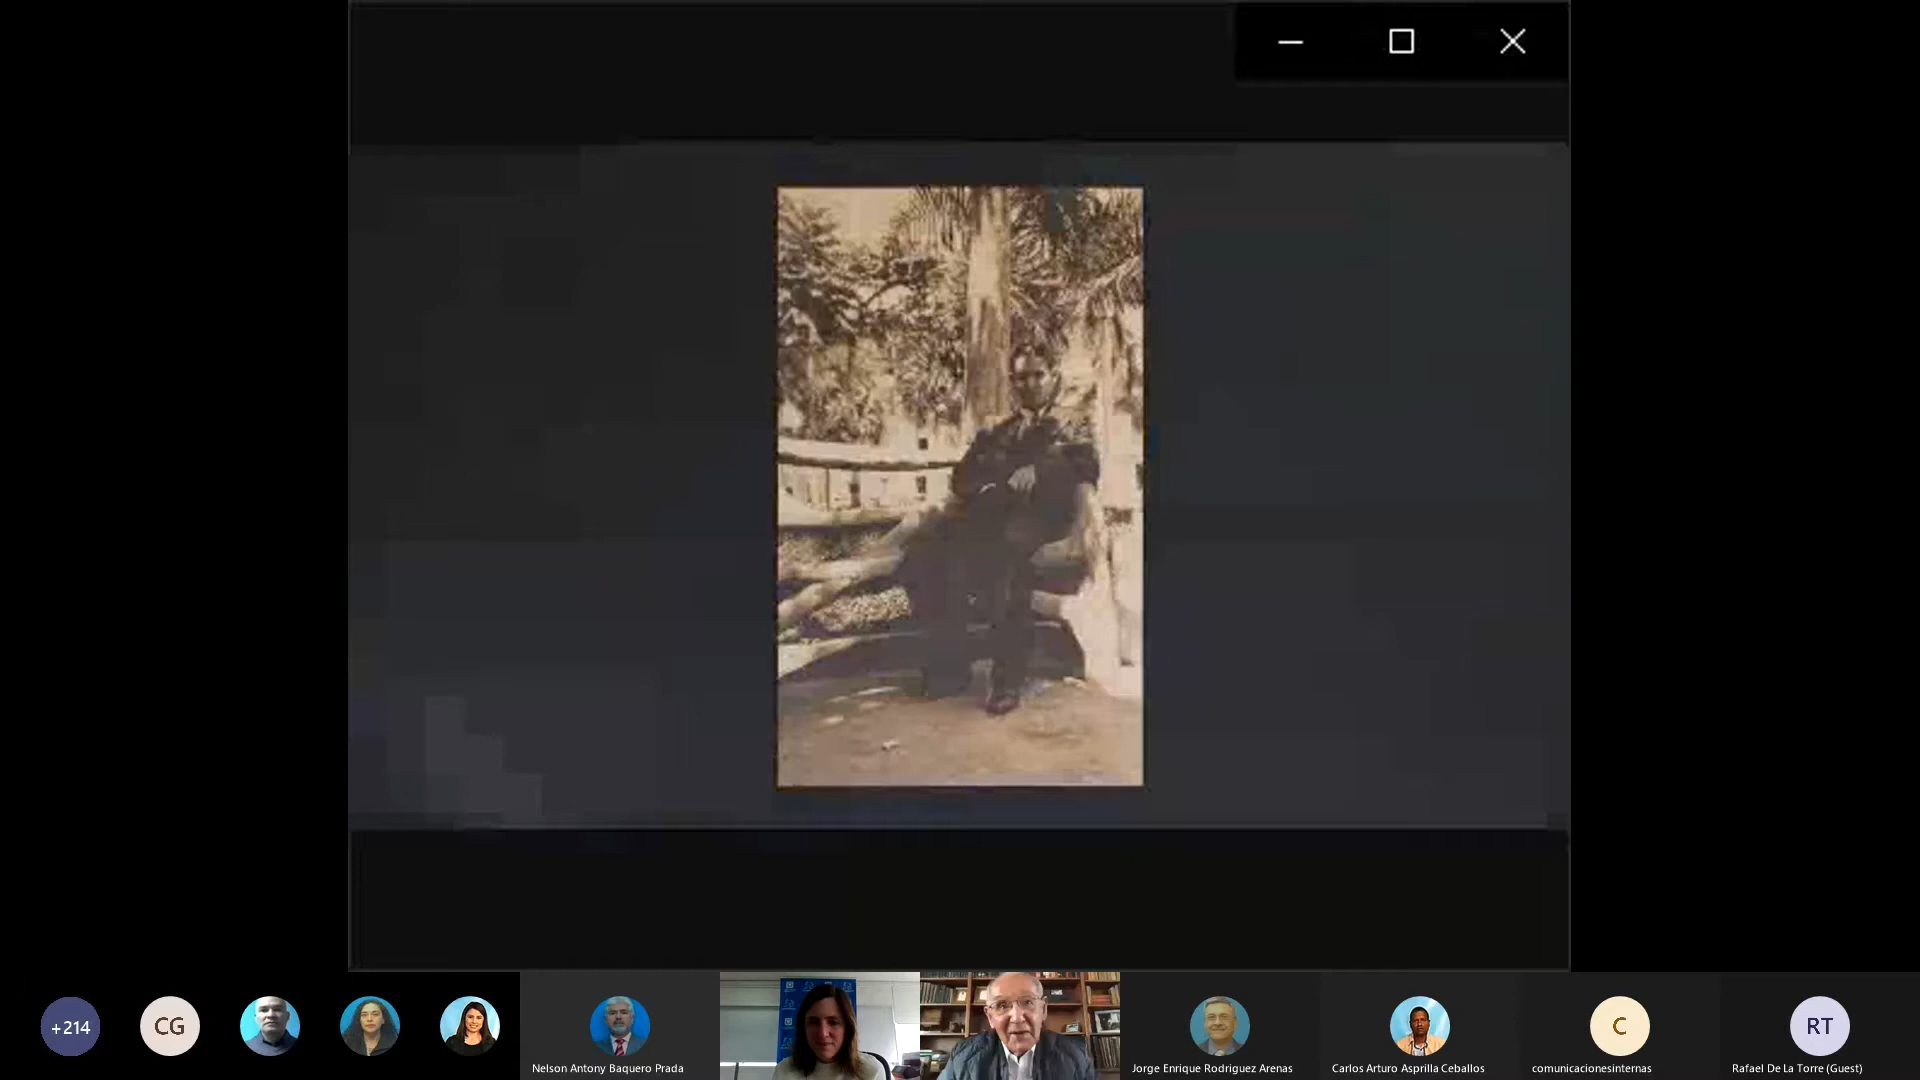 +214
CG
Nelson Antony Baquero Prada
Jorge Enrique Rodriguez Arenas
Carlos Arturo Asprilla Ceballos
C
comunicacionesinternas
RT
Rafael De La Torre (Guest)